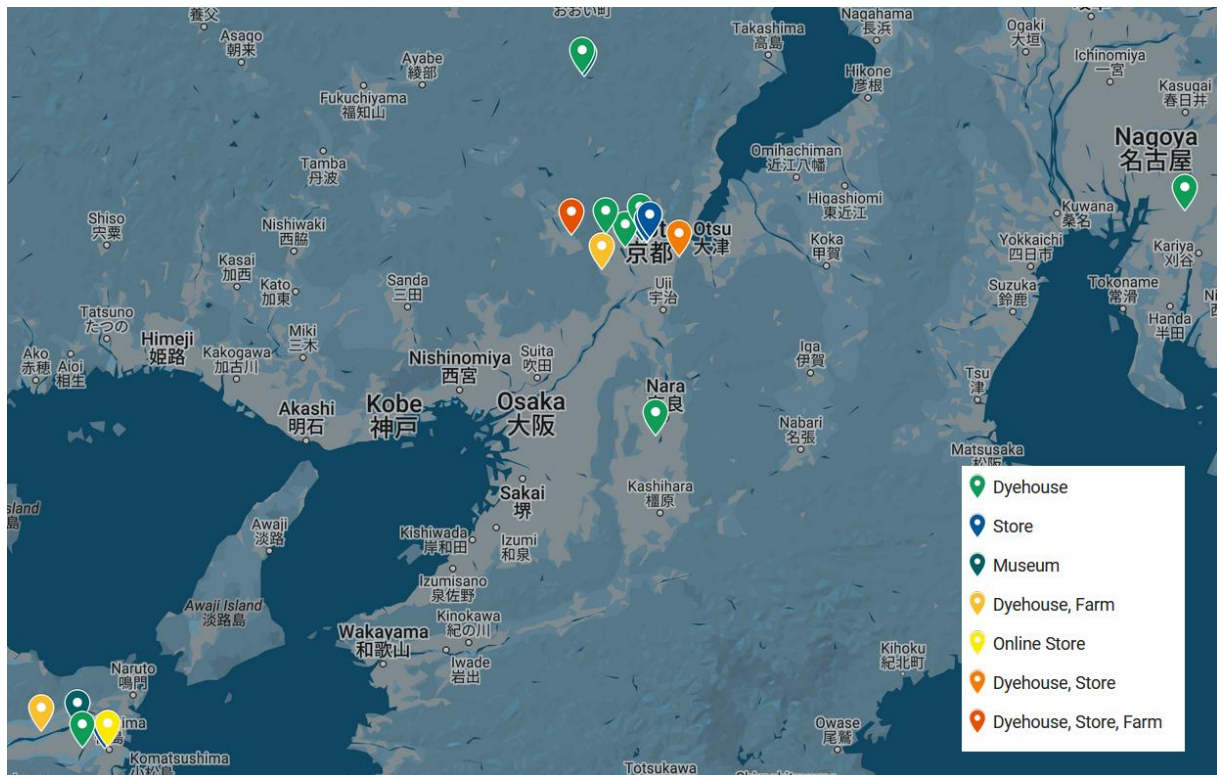 養父
Asago
朝来
Ayabe
綾部
Fukuchiyama
福知山
おおい町
Takashima
高島
Nagahama
長浜
Hikone
彦根
Ogaki
大垣
Ichinomiya
一宮
Kasugai
春日井
Nagoya
名古屋
Tamba
丹波
Omihachiman
近江八幡
Higashiomi
東近江
Kuwana
桑名
Shiso
宍粟
Nishiwaki
西脇
Otsu
大津
京都
Koka
甲賀
Yokkaichi
四日市
Kariya
刈谷
Kasai
加西
Kato
加東
Sanda
三田
Uji
宇治
Suzuka
鈴鹿
Tokoname
常滑
Handa
半田
Tatsuno
たつの
Himeji
姫路
Miki
三木
Kakogawa
加古川
Ako
赤穂
Aioi
相生
Nishinomiya
西宮
Suita
吹田
Iga
伊賀
Tsu
津
Akashi
明石
Kobe
神戸
Osaka
大阪
Nara
Nabari
名張
Matsusaka
松阪
Sakai
堺
Kashihara
橿原
Awaji
淡路
Kishiwada
岸和田
Izumi
和泉
Izumisano
泉佐野
Awaji Island
淡路島
Wakayama
和歌山
Kinokawa
紀の川
Iwade
岩出
Kihoku
紀北町
Naruto
鳴門
Komatsushima
小松島
Owase
尾鷲
Totsukawa
Dyehouse
Store
Museum
Dyehouse, Farm
Online Store
Dyehouse, Store
Dyehouse, Store, Farm